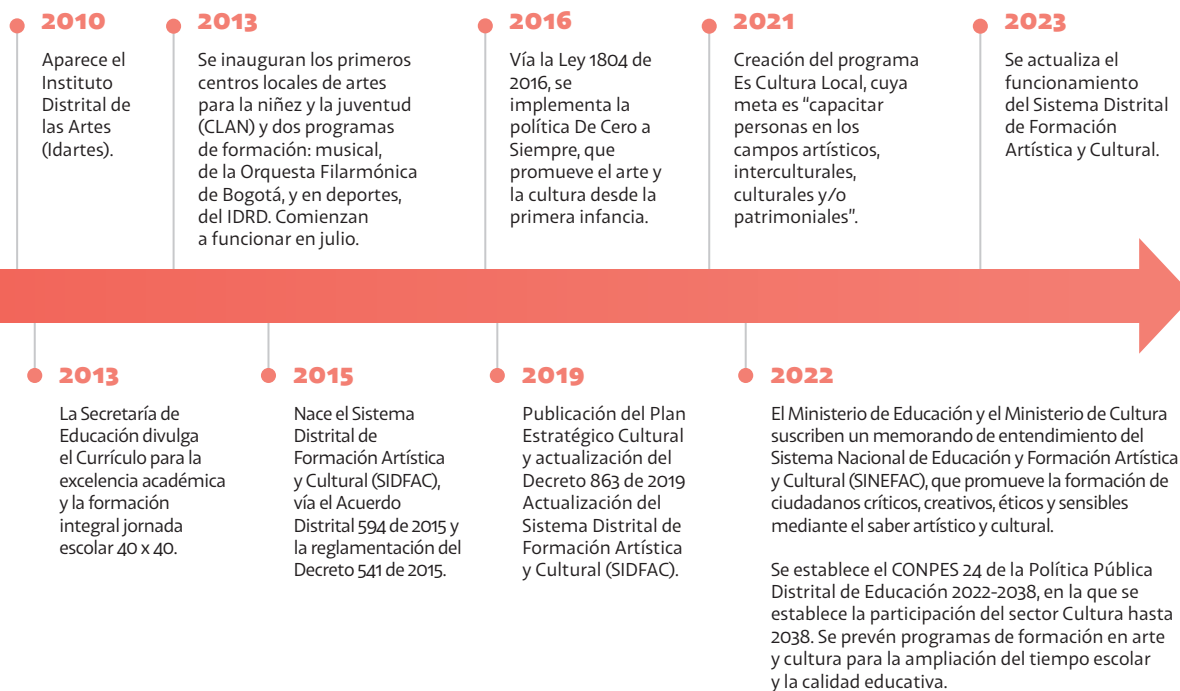 2010
Aparece el
Instituto
Distrital de
las Artes
(Idartes).
2013
Se inauguran los primeros
centros locales de artes
para la niñez y la juventud
(CLAN) y dos programas
de formación: musical,
de la Orquesta Filarmónica
de Bogotá, y en deportes,
del IDRD. Comienzan
a funcionar en julio.
2016
Vía la Ley 1804 de
2016, se
implementa la
política De Cero a
Siempre, que
promueve el arte y
la cultura desde la
primera infancia.
2021
Creación del programa
Es Cultura Local, cuya
meta es “capacitar
personas en los
campos artísticos,
interculturales,
culturales y/o
patrimoniales”.
2023
Se actualiza el
funcionamiento
del Sistema Distrital
de Formación
Artística y Cultural.
2013
La Secretaría de
Educación divulga
el Currículo para la
excelencia académica
y la formación
integral jornada
escolar 40 x 40.
2015
Nace el Sistema
Distrital de
Formación Artística
y Cultural (SIDFAC),
vía el Acuerdo
Distrital 594 de 2015 y
la reglamentación del
Decreto 541 de 2015.
2019
Publicación del Plan
Estratégico Cultural
y actualización del
Decreto 863 de 2019
Actualización del
Sistema Distrital de
Formación Artística
y Cultural (SIDFAC).
2022
El Ministerio de Educación y el Ministerio de Cultura
suscriben un memorando de entendimiento del
Sistema Nacional de Educación y Formación Artística
y Cultural (SINEFAC), que promueve la formación de
ciudadanos críticos, creativos, éticos y sensibles
mediante el saber artístico y cultural.
Se establece el CONPES 24 de la Política Pública
Distrital de Educación 2022-2038, en la que se
establece la participación del sector Cultura hasta
2038. Se prevén programas de formación en arte
y cultura para la ampliación del tiempo escolar
y la calidad educativa.